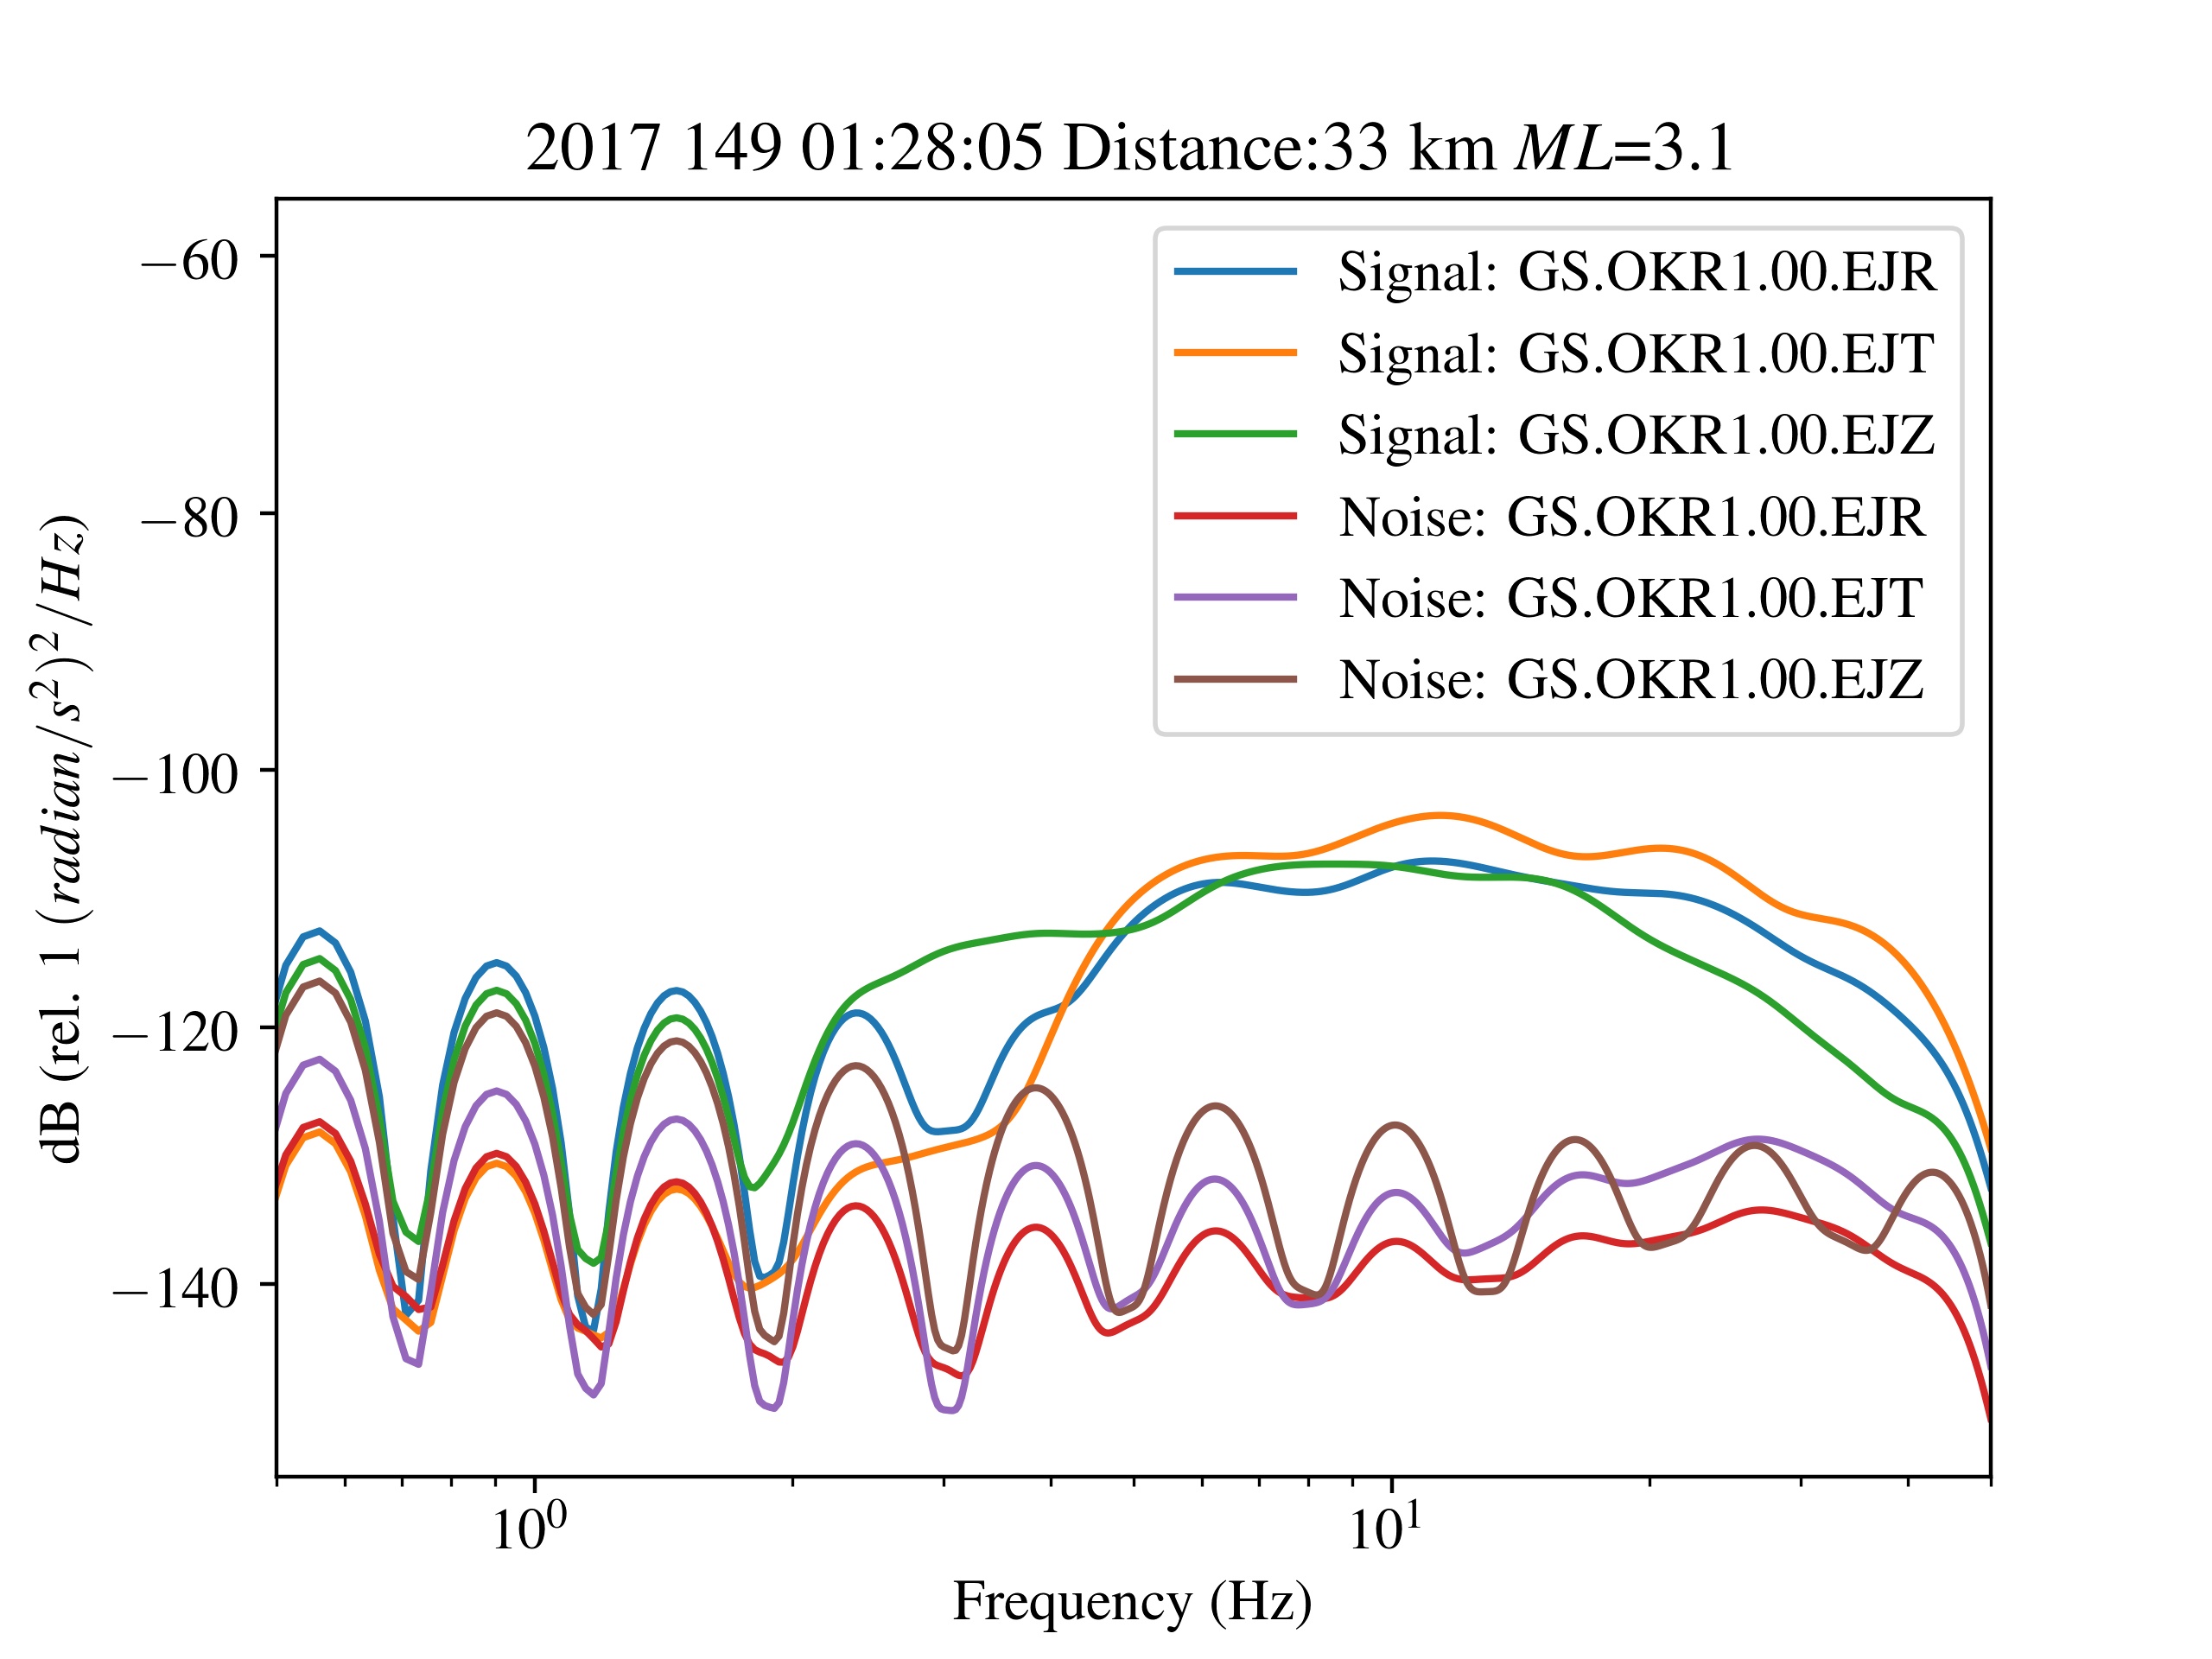 2017 149 01:28:05 Distance:33 km ML=3.1
−60
−80
−100
−120
−140
dB (rel. 1 (radian/s²)²/Hz)
Signal: GS.OKR1.00.EJR
Signal: GS.OKR1.00.EJT
Signal: GS.OKR1.00.EJZ
Noise: GS.OKR1.00.EJR
Noise: GS.OKR1.00.EJT
Noise: GS.OKR1.00.EJZ
10⁰ 10¹
Frequency (Hz)